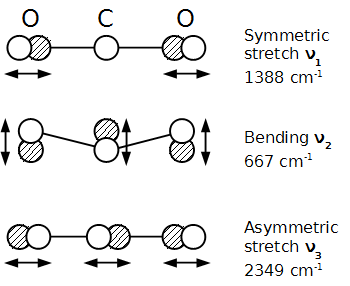 O C O
Symmetric
stretch ν₁
1388 cm⁻¹
Bending ν₂
667 cm⁻¹
Asymmetric
stretch ν₃
2349 cm⁻¹